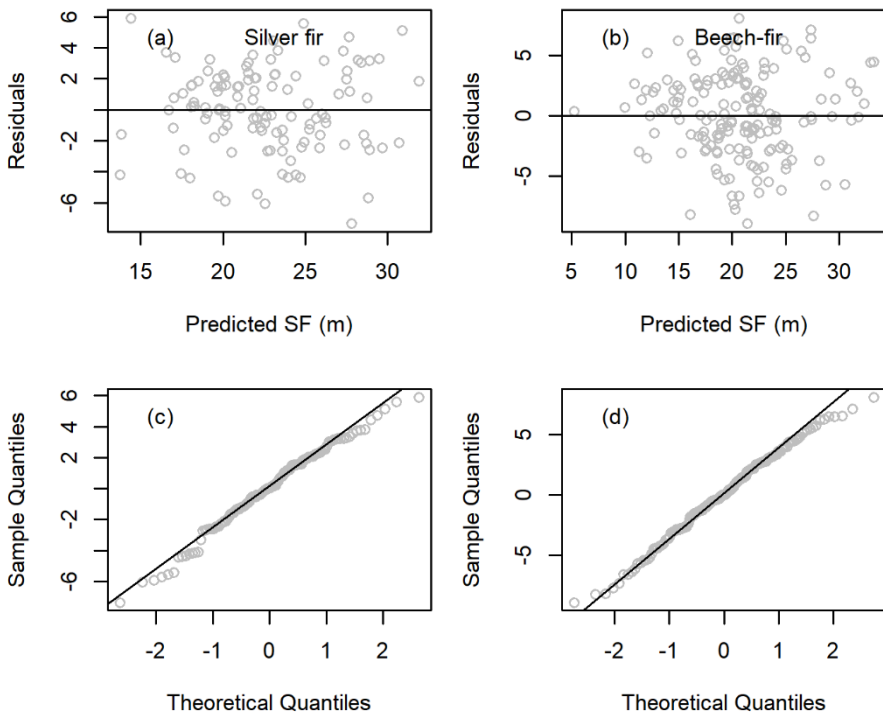 (a) Silver fir
Residuals
6
2
-2
-6
15 20 25 30
Predicted SF (m)
(b) Beech-fir
Residuals
5
0
-5
5 10 15 20 25 30
Predicted SF (m)
(c)
Sample Quantiles
6
2
-2
-6
-2 -1 0 1 2
Theoretical Quantiles
(d)
Sample Quantiles
5
0
-5
-2 -1 0 1 2
Theoretical Quantiles